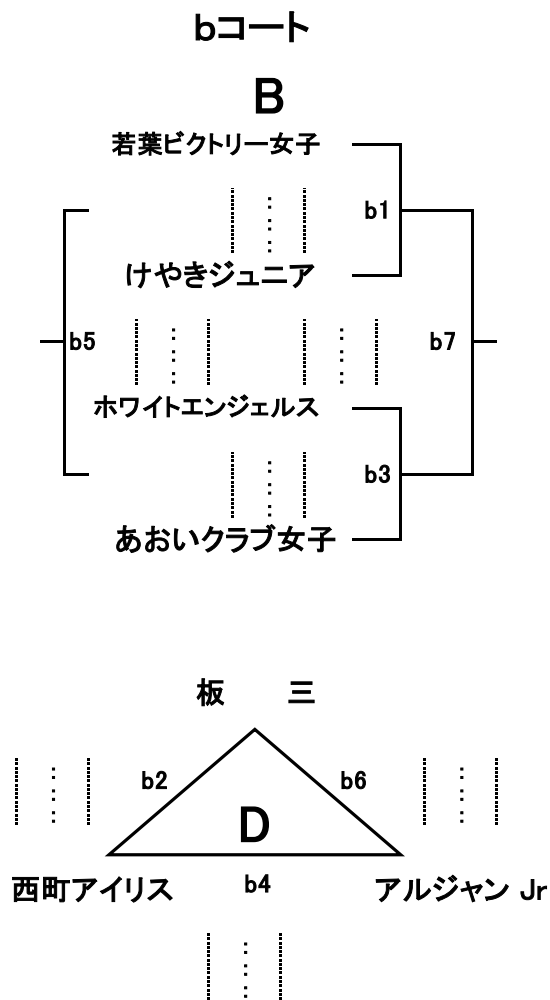 bコート
B
若葉ビクトリー女子
b1
けやきジュニア
b5
b7
ホワイトエンジェルス
b3
あおいクラブ女子
板 三
b2
b6
D
西町アイリス
b4
アルジャン Jr